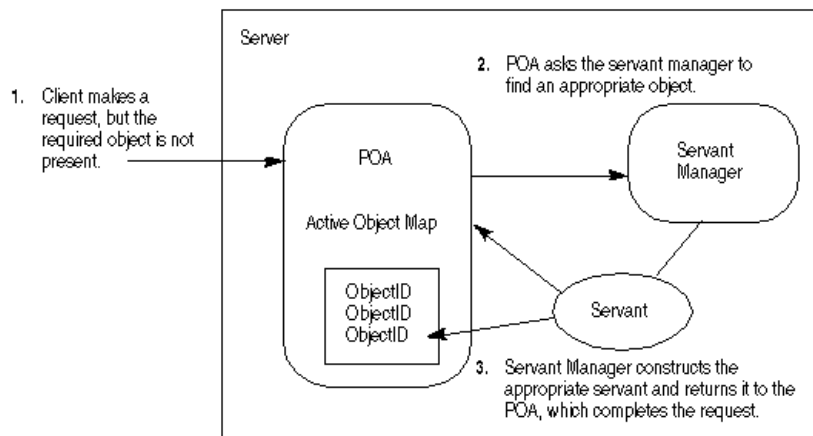 Server
1. Client makes a
request, but the
required object is not
present.
2. POA asks the servant manager to
find an appropriate object.
POA
Servant
Manager
Active Object Map
ObjectID
ObjectID
ObjectID
Servant
3. Servant Manager constructs the
appropriate servant and returns it to the
POA, which completes the request.